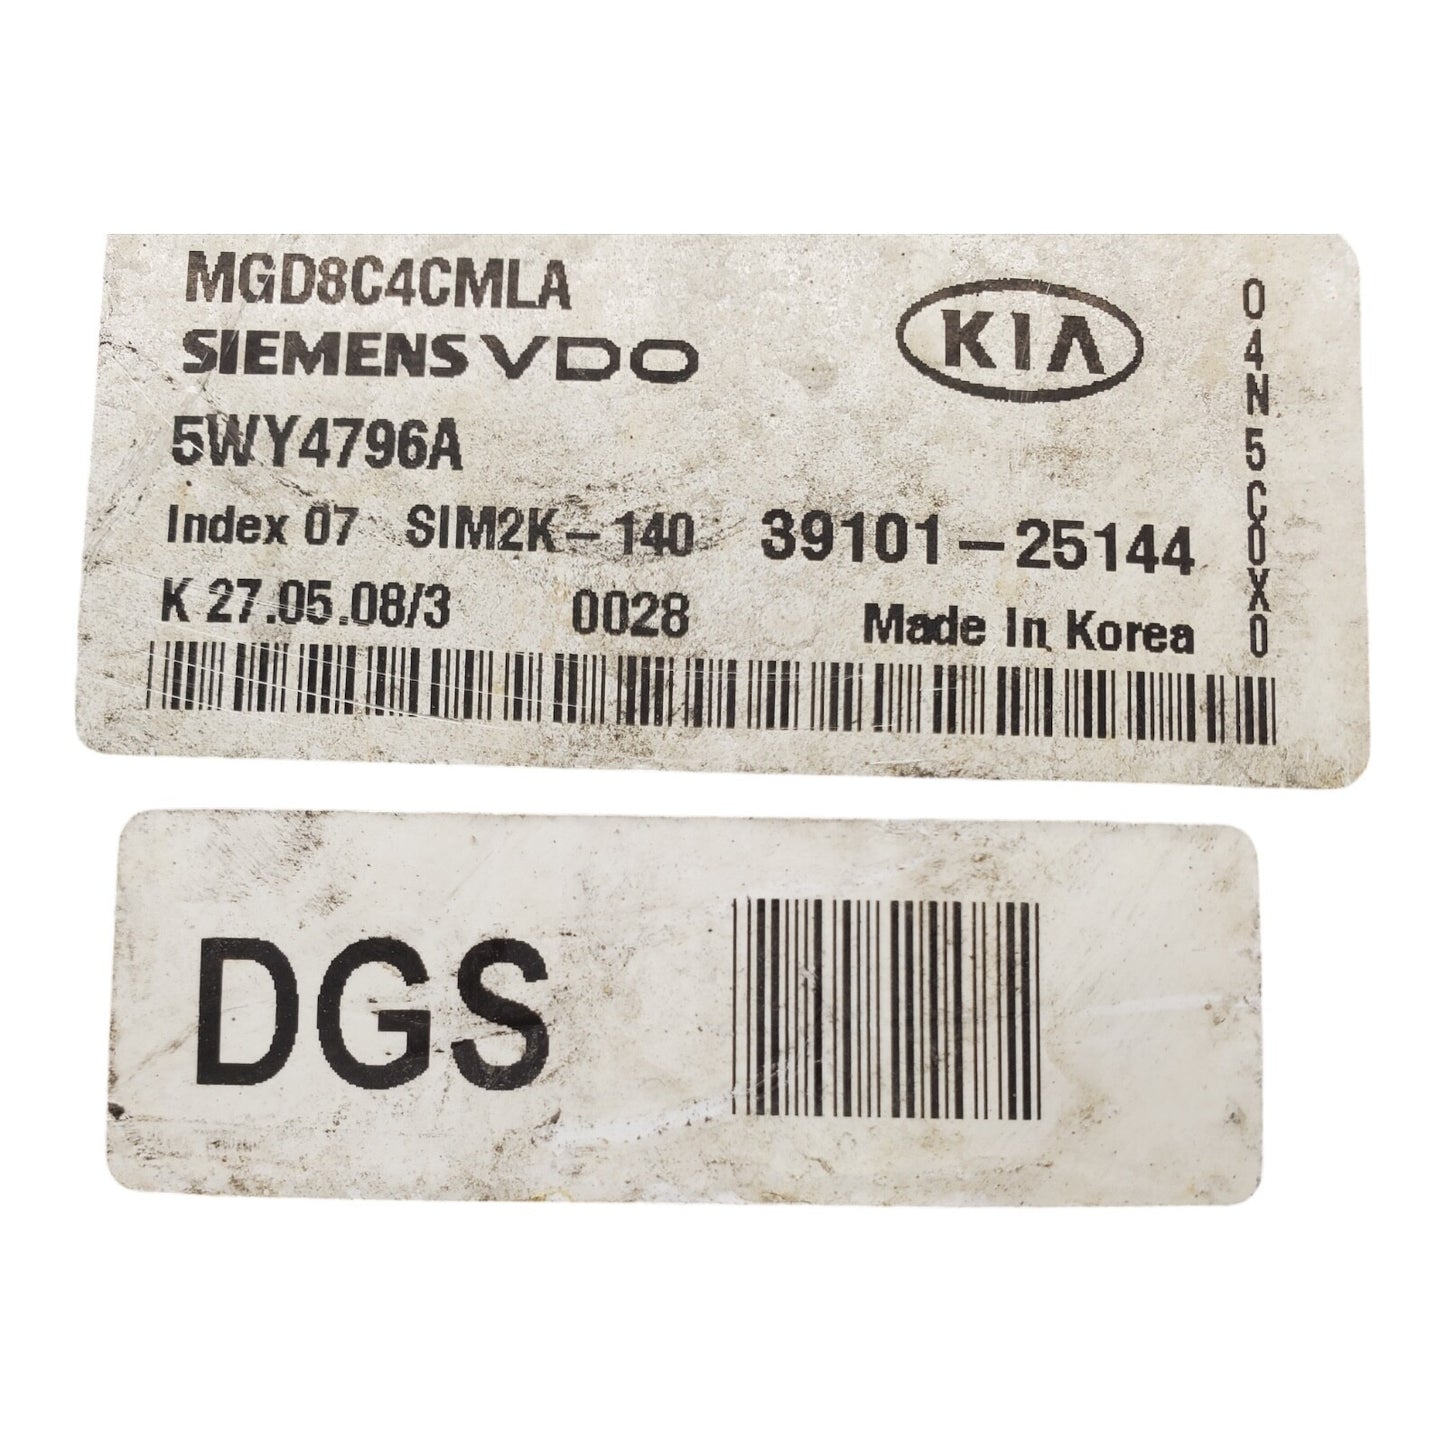 MGD8C4CMLA
SIEMENS VDO
KIA
5WY4796A
Index 07 SIM2K-140 39101-25144
K 27.05.08/3 0028 Made In Korea
04N5C0X0
DGS